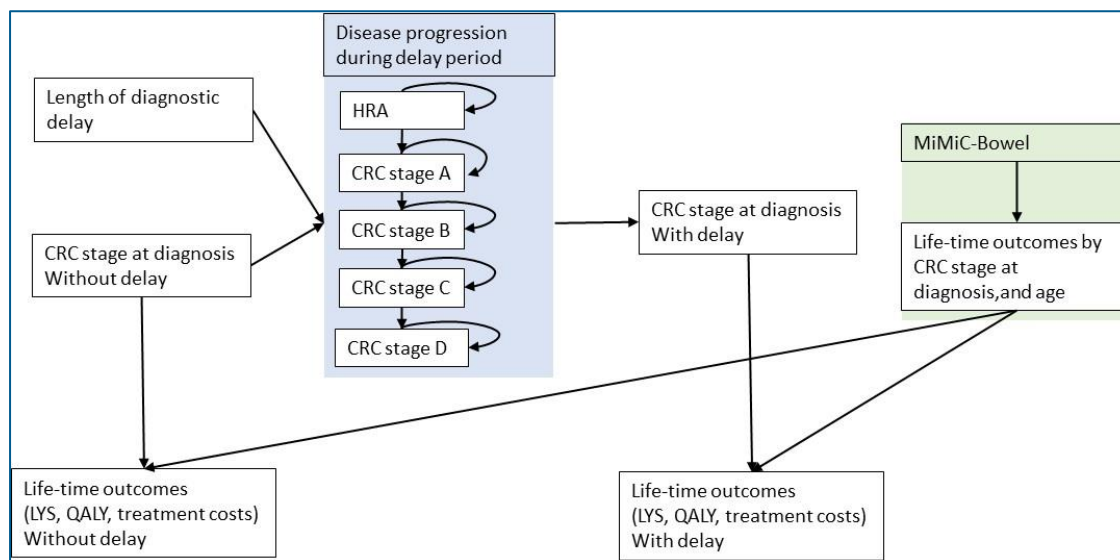 Disease progression
during delay period
Length of diagnostic
delay
HRA
CRC stage A
CRC stage B
CRC stage C
CRC stage D
CRC stage at diagnosis
Without delay
CRC stage at diagnosis
With delay
MiMiC-Bowel
Life-time outcomes by
CRC stage at
diagnosis,and age
Life-time outcomes
(LYS, QALY, treatment costs)
Without delay
Life-time outcomes
(LYS, QALY, treatment costs)
With delay